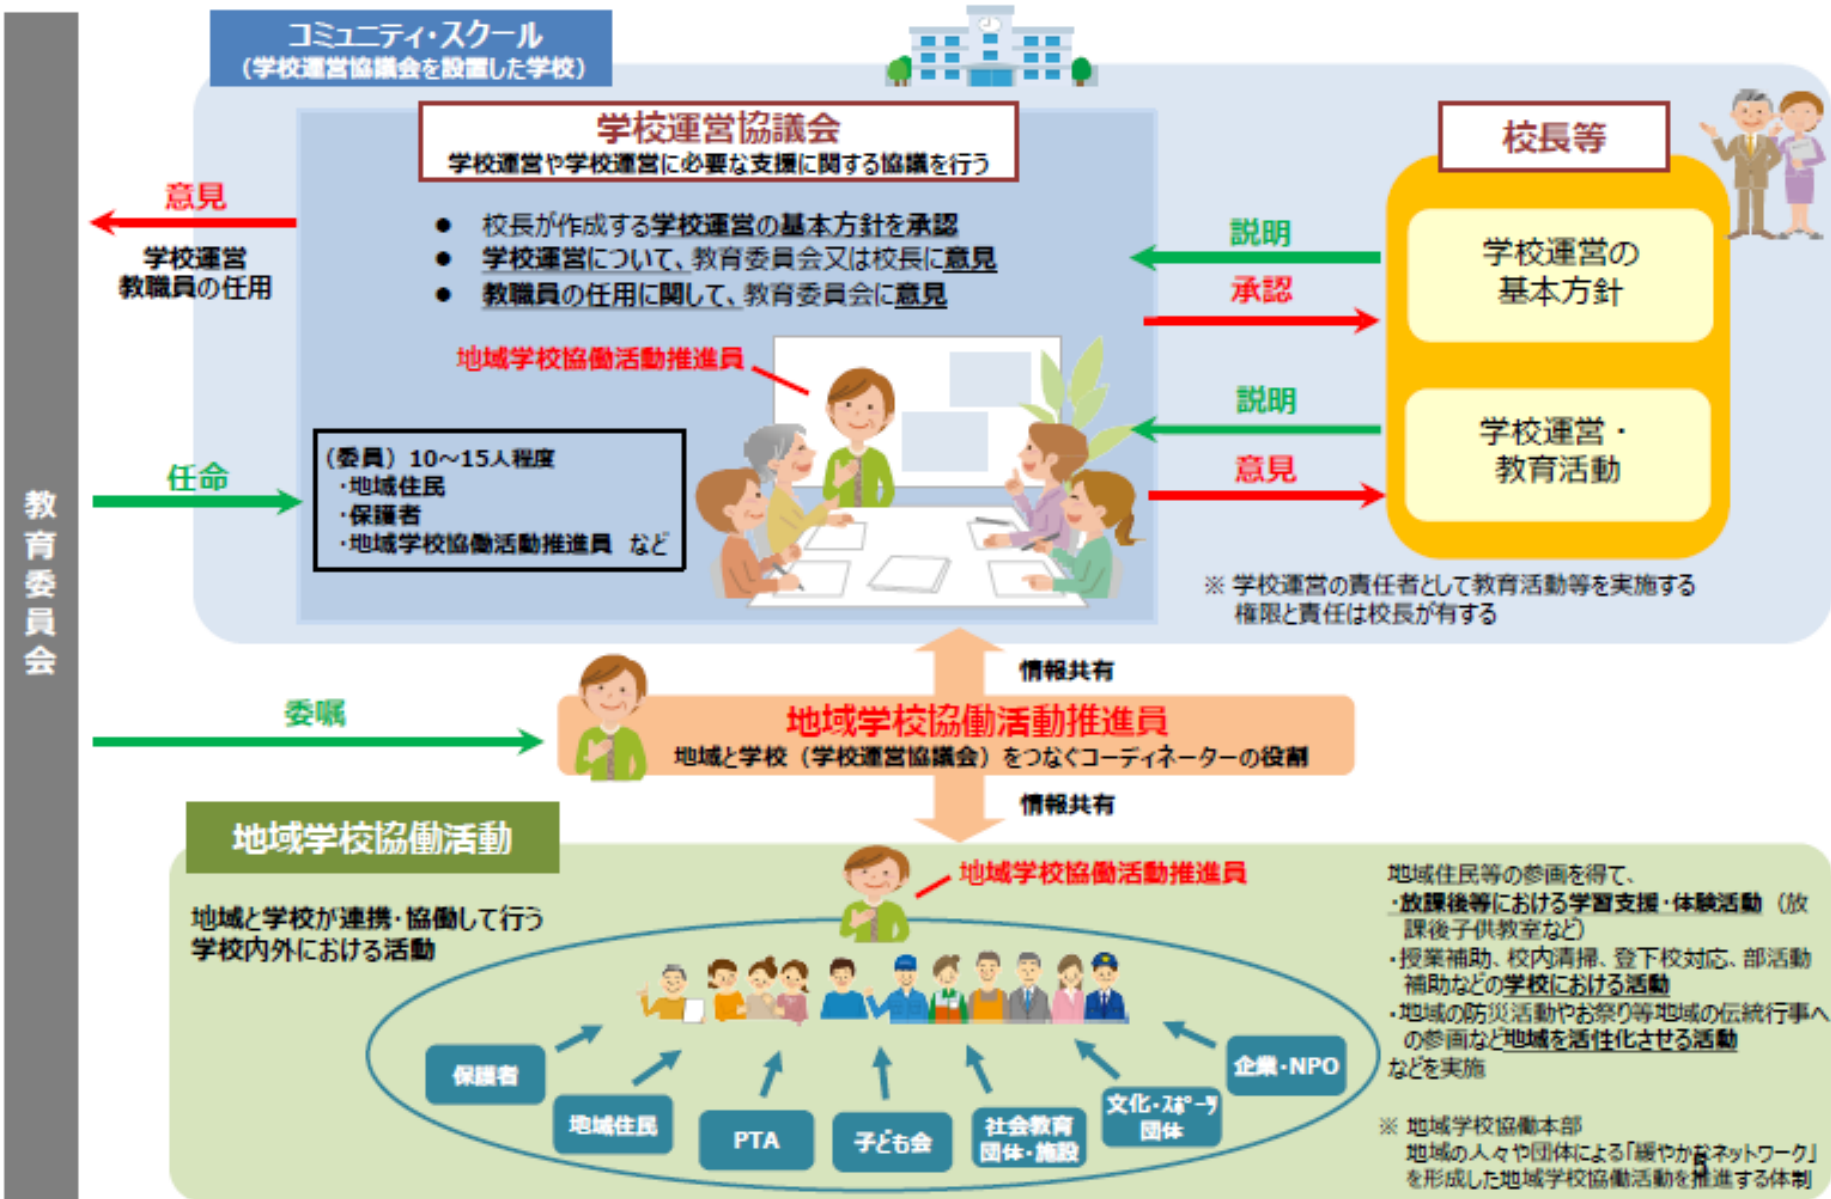 コミュニティ・スクール
（学校運営協議会を設置した学校）
学校運営協議会
学校運営や学校運営に必要な支援に関する協議を行う
● 校長が作成する学校運営の基本方針を承認
● 学校運営について、教育委員会又は校長に意見
● 教職員の任用に関して、教育委員会に意見
地域学校協働活動推進員
（委員）10～15人程度
・地域住民
・保護者
・地域学校協働活動推進員 など
教育委員会
意見
学校運営
教職員の任用
任命
委嘱
校長等
説明
承認
学校運営の
基本方針
説明
意見
学校運営・
教育活動
※ 学校運営の責任者として教育活動等を実施する
権限と責任は校長が有する
情報共有
地域学校協働活動推進員
地域と学校（学校運営協議会）をつなぐコーディネーターの役割
情報共有
地域学校協働活動
地域と学校が連携・協働して行う
学校内外における活動
地域学校協働活動推進員
保護者
地域住民
PTA
子ども会
社会教育
団体・施設
文化・スポーツ
団体
企業・NPO
地域住民等の参画を得て、
・放課後等における学習支援・体験活動（放
課後子供教室など）
・授業補助、校内清掃、登下校対応、部活動
補助などの学校における活動
・地域の防災活動やお祭り等地域の伝統行事へ
の参画など地域を活性化させる活動
などを実施
※ 地域学校協働本部
地域の人々や団体による「緩やかなネットワーク」
を形成した地域学校協働活動を推進する体制
5